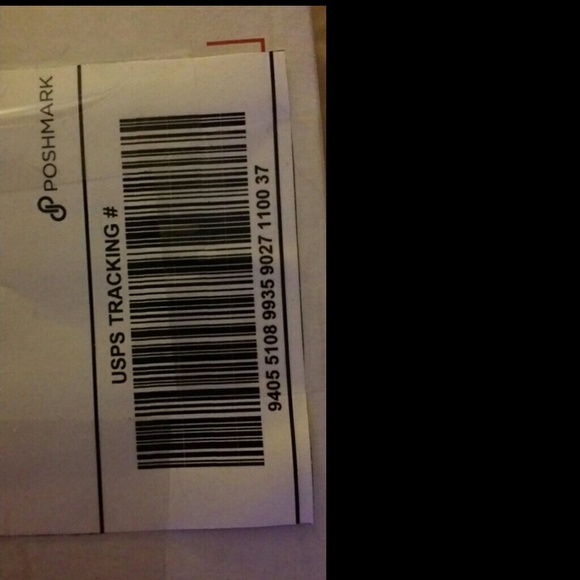 USPS TRACKING #
9405 5108 9935 9027 1100 37
POSHMARK